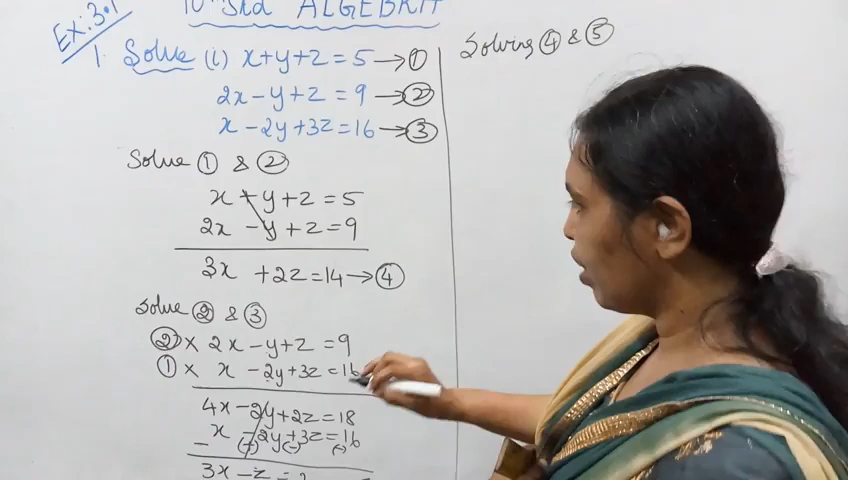 10th Std ALGEBRA
Ex:3.1
1. Solve (i) x+y+z=5 → ①
2x-y+z=9 → ②
x-2y+3z=16 → ③
Solve ① & ②
x+y+z=5
2x-y+z=9
3x +2z=14 → ④
Solve ② & ③
② × 2x-y+z=9
① × x-2y+3z=16
4x-2y+2z=18
x-2y+3z=16
- (+) (-) (-)
3x-z=2
Solving ④ & ⑤